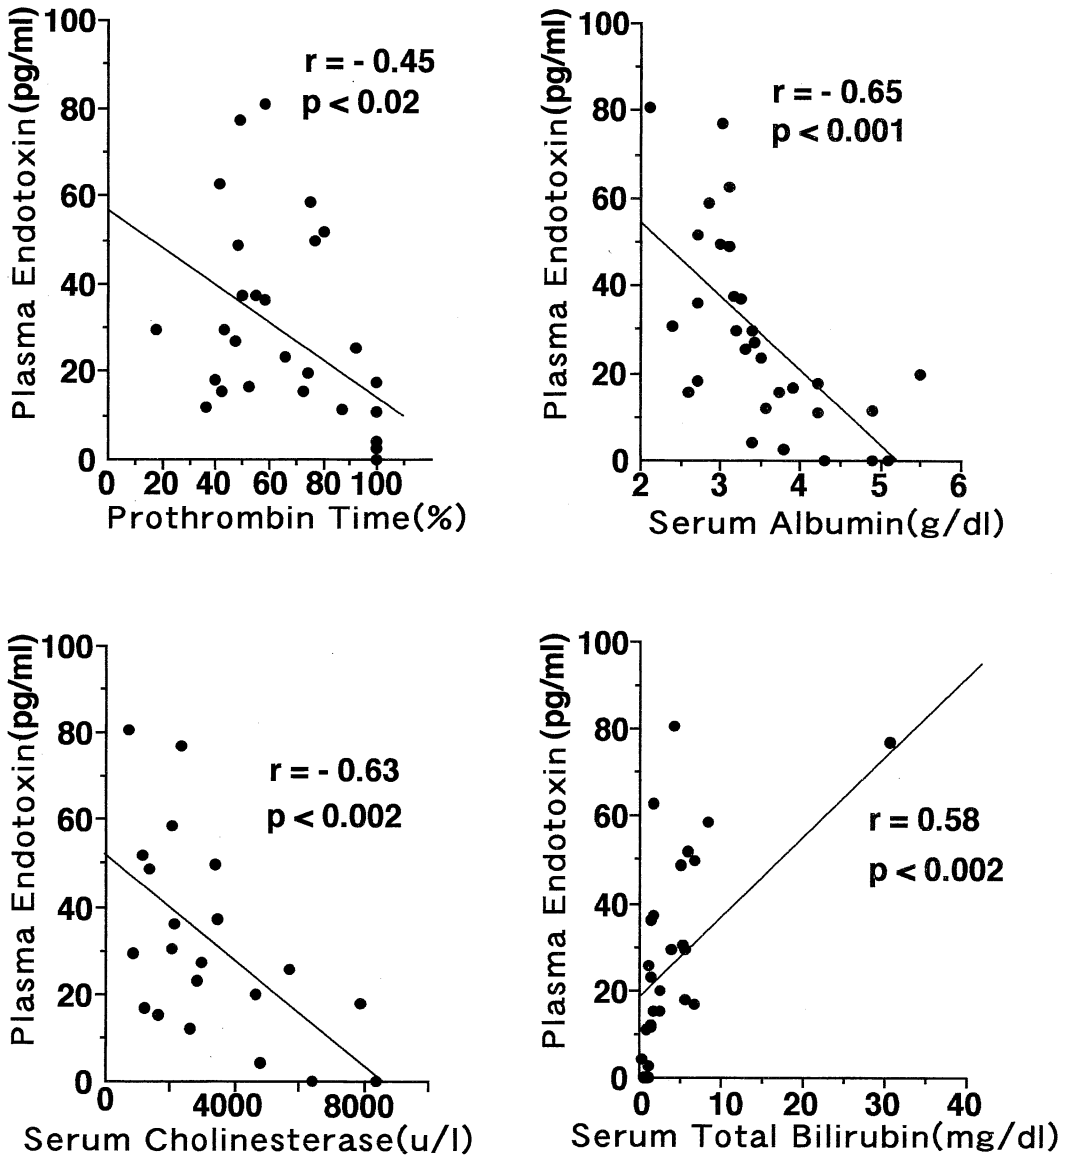 Plasma Endotoxin(pg/ml)
100
80
60
40
20
0
r = - 0.45
p < 0.02
0 20 40 60 80 100
Prothrombin Time(%)
Plasma Endotoxin(pg/ml)
100
80
60
40
20
0
r = - 0.65
p < 0.001
2 3 4 5 6
Serum Albumin(g/dl)
Plasma Endotoxin(pg/ml)
100
80
60
40
20
0
r = - 0.63
p < 0.002
0 4000 8000
Serum Cholinesterase(u/l)
Plasma Endotoxin(pg/ml)
100
80
60
40
20
0
r = 0.58
p < 0.002
0 10 20 30 40
Serum Total Bilirubin(mg/dl)